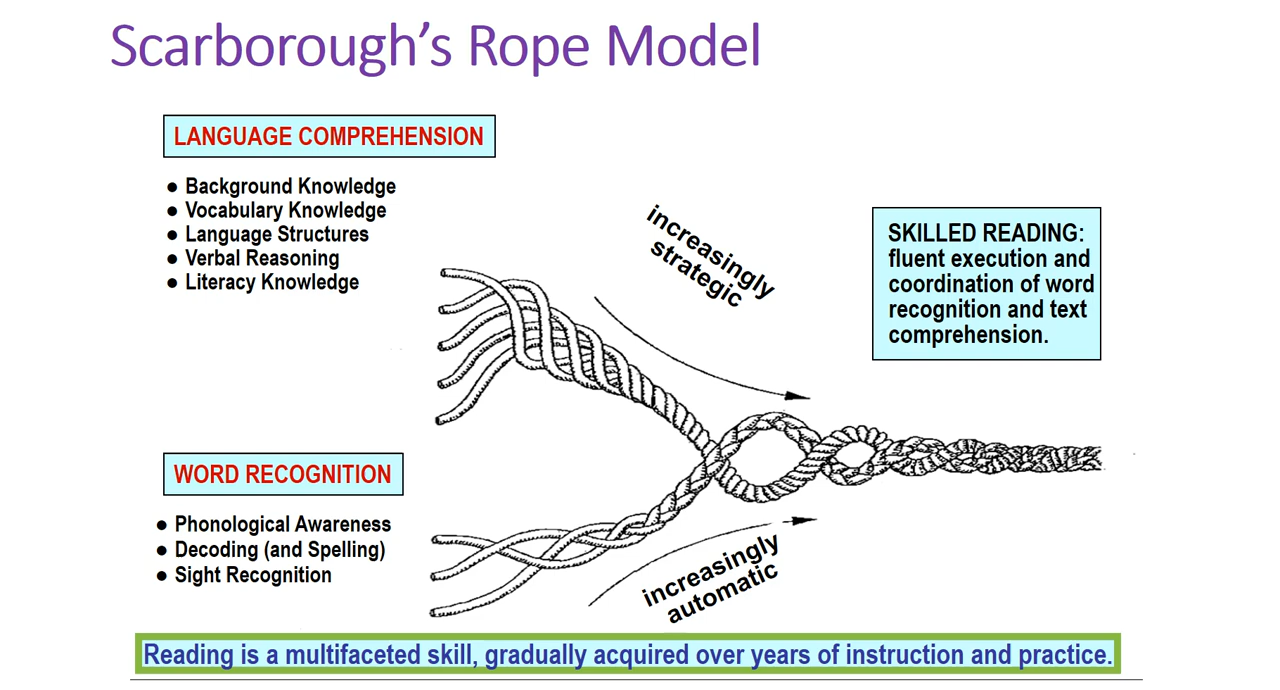 Scarborough's Rope Model
LANGUAGE COMPREHENSION
● Background Knowledge
● Vocabulary Knowledge
● Language Structures
● Verbal Reasoning
● Literacy Knowledge
increasingly
strategic
SKILLED READING:
fluent execution and
coordination of word
recognition and text
comprehension.
WORD RECOGNITION
● Phonological Awareness
● Decoding (and Spelling)
● Sight Recognition
increasingly
automatic
Reading is a multifaceted skill, gradually acquired over years of instruction and practice.